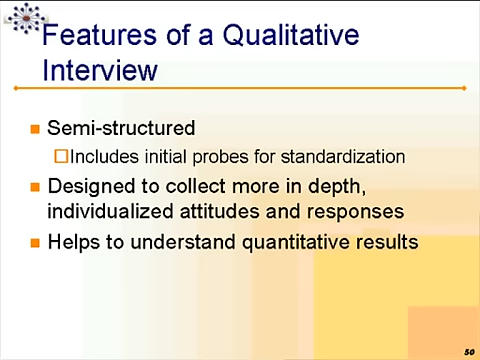 Features of a Qualitative
Interview
Semi-structured
Includes initial probes for standardization
Designed to collect more in depth,
individualized attitudes and responses
Helps to understand quantitative results
50